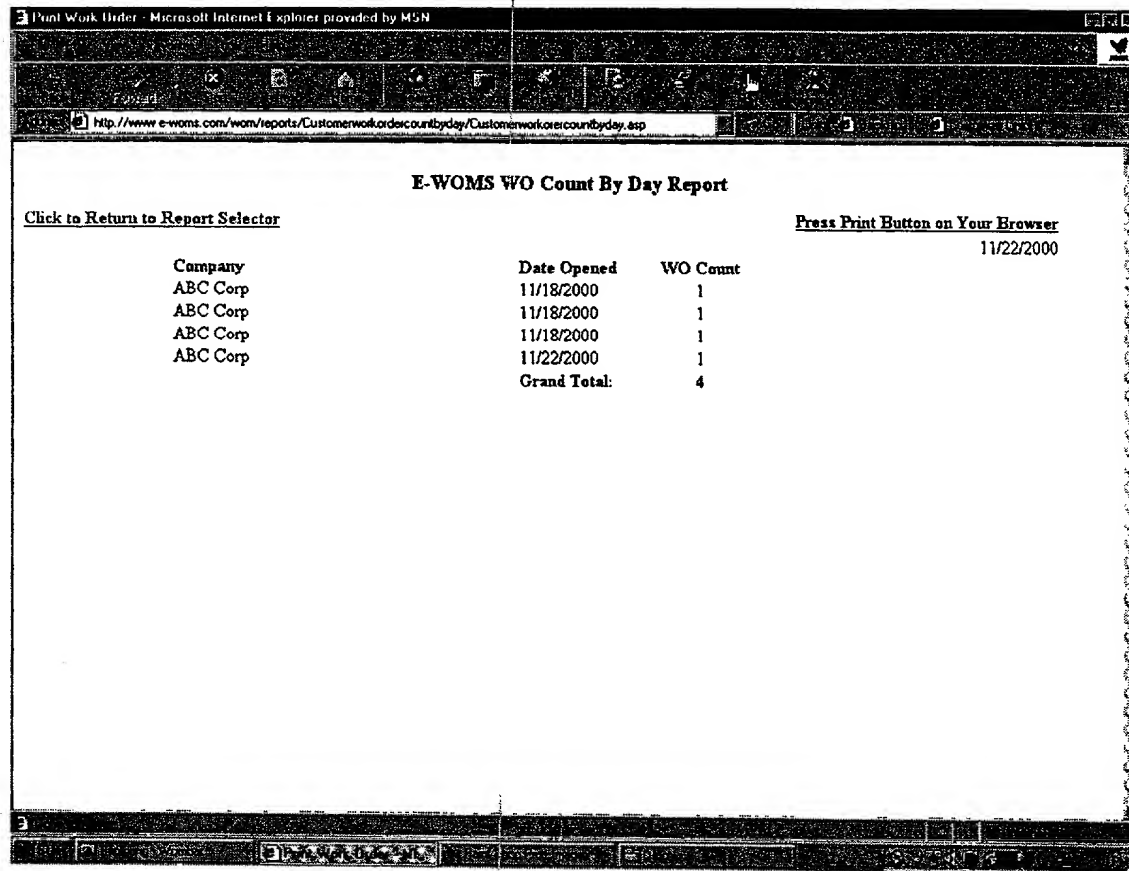 Print Work Order - Microsoft Internet Explorer provided by MSN
http://www e-woms.com/wom/reports/Customerworkordercountbyday/Customerworkorercountbyday.asp
E-WOMS WO Count By Day Report
Click to Return to Report Selector
Press Print Button on Your Browser
11/22/2000
Company Date Opened WO Count
ABC Corp 11/18/2000 1
ABC Corp 11/18/2000 1
ABC Corp 11/18/2000 1
ABC Corp 11/22/2000 1
Grand Total: 4